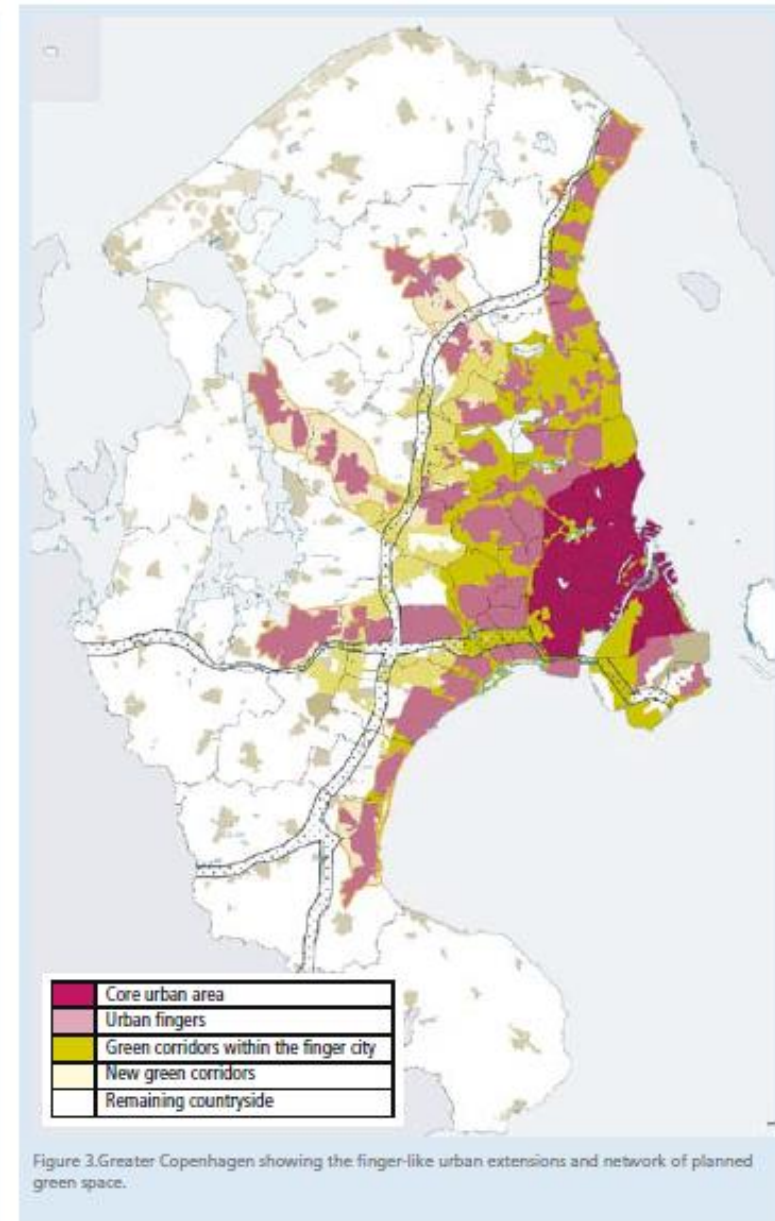 Core urban area
Urban fingers
Green corridors within the finger city
New green corridors
Remaining countryside
Figure 3.Greater Copenhagen showing the finger-like urban extensions and network of planned
green space.